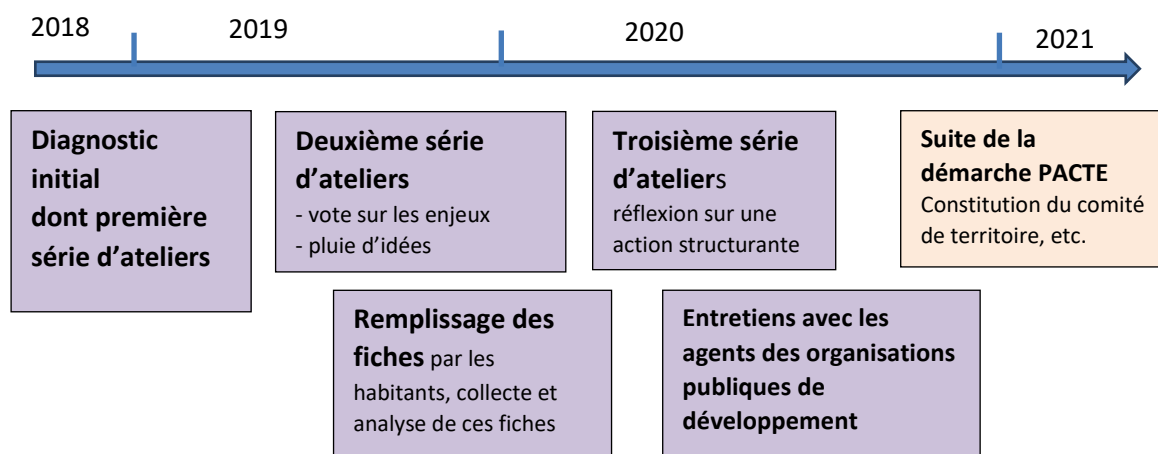 2018
2019
2020
2021
Diagnostic
initial
dont première
série d'ateliers
Deuxième série
d'ateliers
- vote sur les enjeux
- pluie d'idées
Troisième série
d'ateliers
réflexion sur une
action structurante
Suite de la
démarche PACTE
Constitution du comité
de territoire, etc.
Remplissage des
fiches par les
habitants, collecte et
analyse de ces fiches
Entretiens avec les
agents des organisations
publiques de
développement